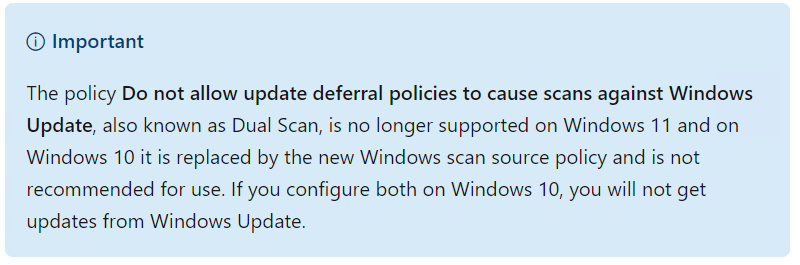 Important
The policy Do not allow update deferral policies to cause scans against Windows
Update, also known as Dual Scan, is no longer supported on Windows 11 and on
Windows 10 it is replaced by the new Windows scan source policy and is not
recommended for use. If you configure both on Windows 10, you will not get
updates from Windows Update.